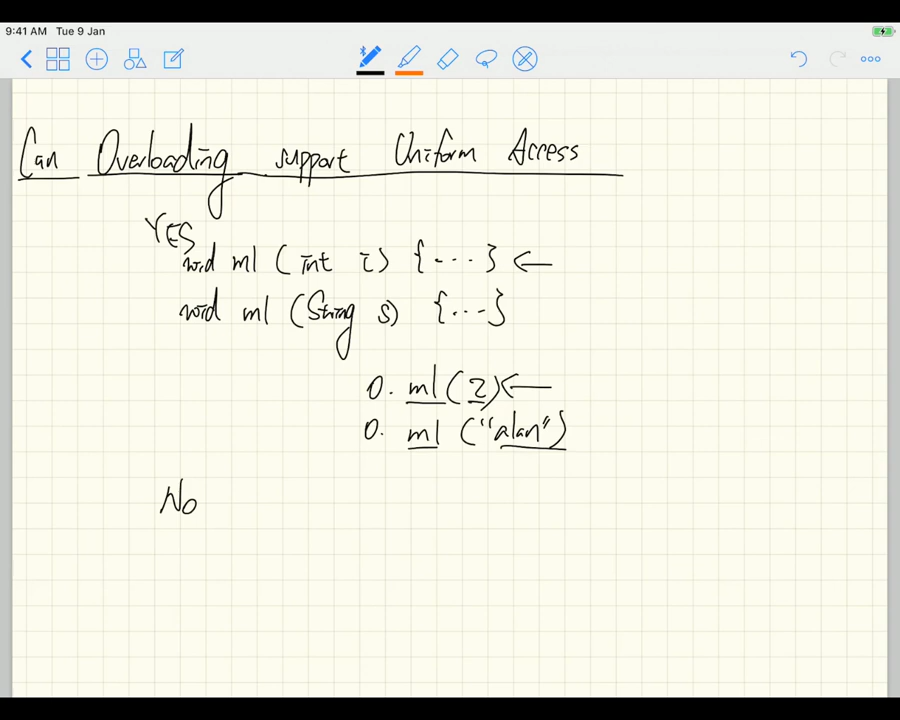 9:41 AM Tue 9 Jan
Can Overloading support Uniform Access
YES
void m1 (int i) {...} ←
void m1 (String s) {...}
O. m1 (2) ←
O. m1 ("alan")
No